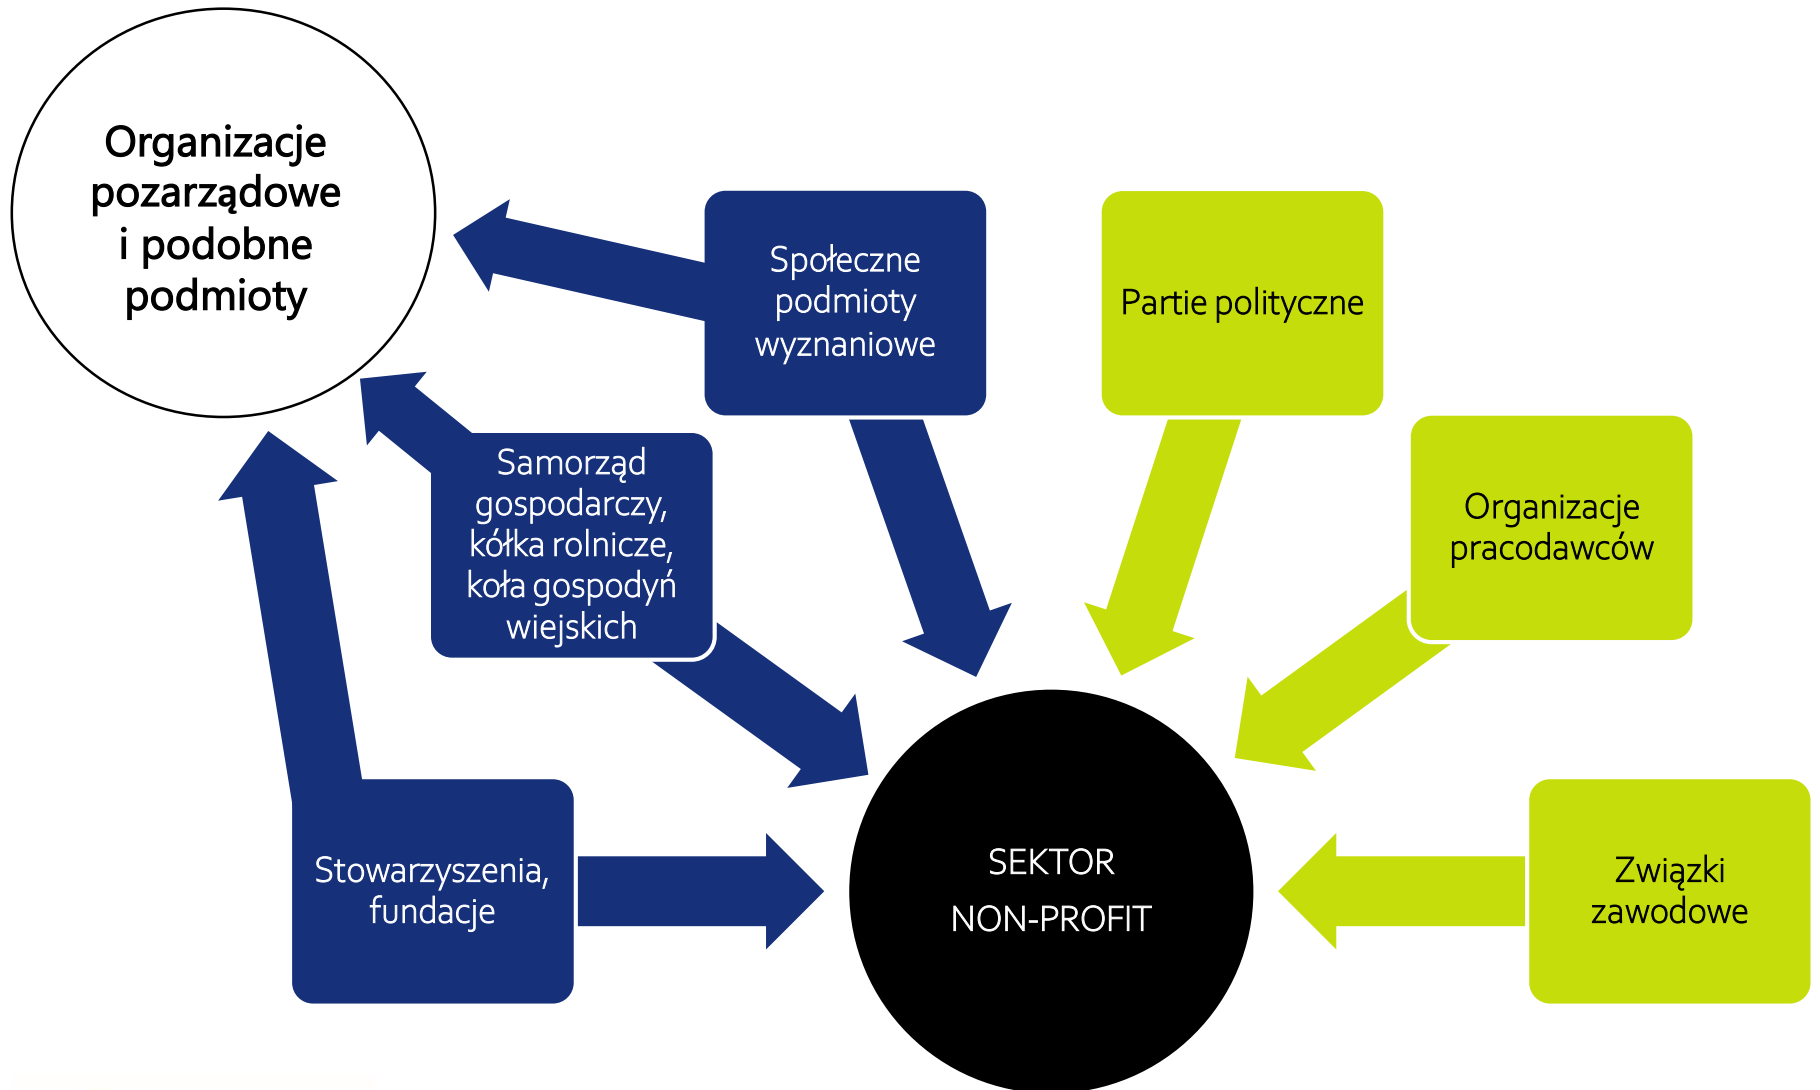 Organizacje
pozarządowe
i podobne
podmioty
Społeczne
podmioty
wyznaniowe
Partie polityczne
Samorząd
gospodarczy,
kółka rolnicze,
koła gospodyń
wiejskich
Organizacje
pracodawców
Stowarzyszenia,
fundacje
SEKTOR
NON-PROFIT
Związki
zawodowe